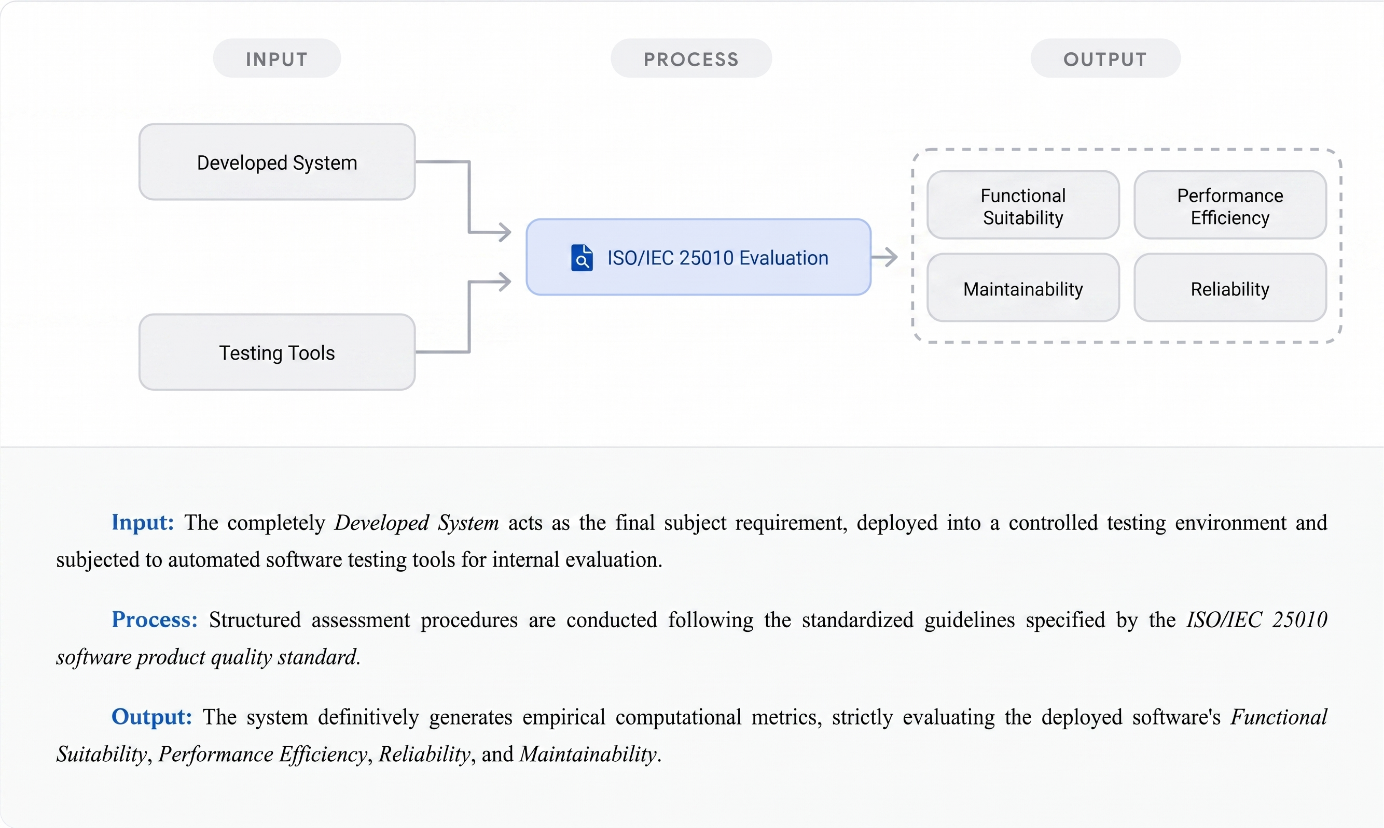 INPUT
PROCESS
OUTPUT
Developed System
Testing Tools
ISO/IEC 25010 Evaluation
Functional
Suitability
Performance
Efficiency
Maintainability
Reliability
Input: The completely Developed System acts as the final subject requirement, deployed into a controlled testing environment and
subjected to automated software testing tools for internal evaluation.
Process: Structured assessment procedures are conducted following the standardized guidelines specified by the ISO/IEC 25010
software product quality standard.
Output: The system definitively generates empirical computational metrics, strictly evaluating the deployed software's Functional
Suitability, Performance Efficiency, Reliability, and Maintainability.